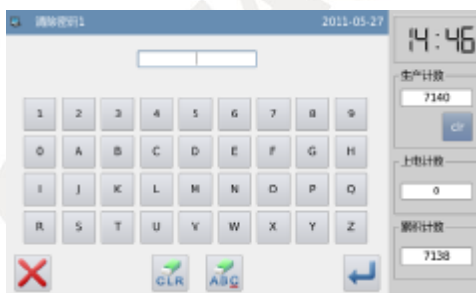 清除密码1 2011-05-27
14:46
生产计数
7140
clr
上电计数
0
累积计数
7138
1 2 3 4 5 6 7 8 9
0 A B C D E F G H
I J K L M N O P Q
R S T U V W X Y Z
CLR ABC